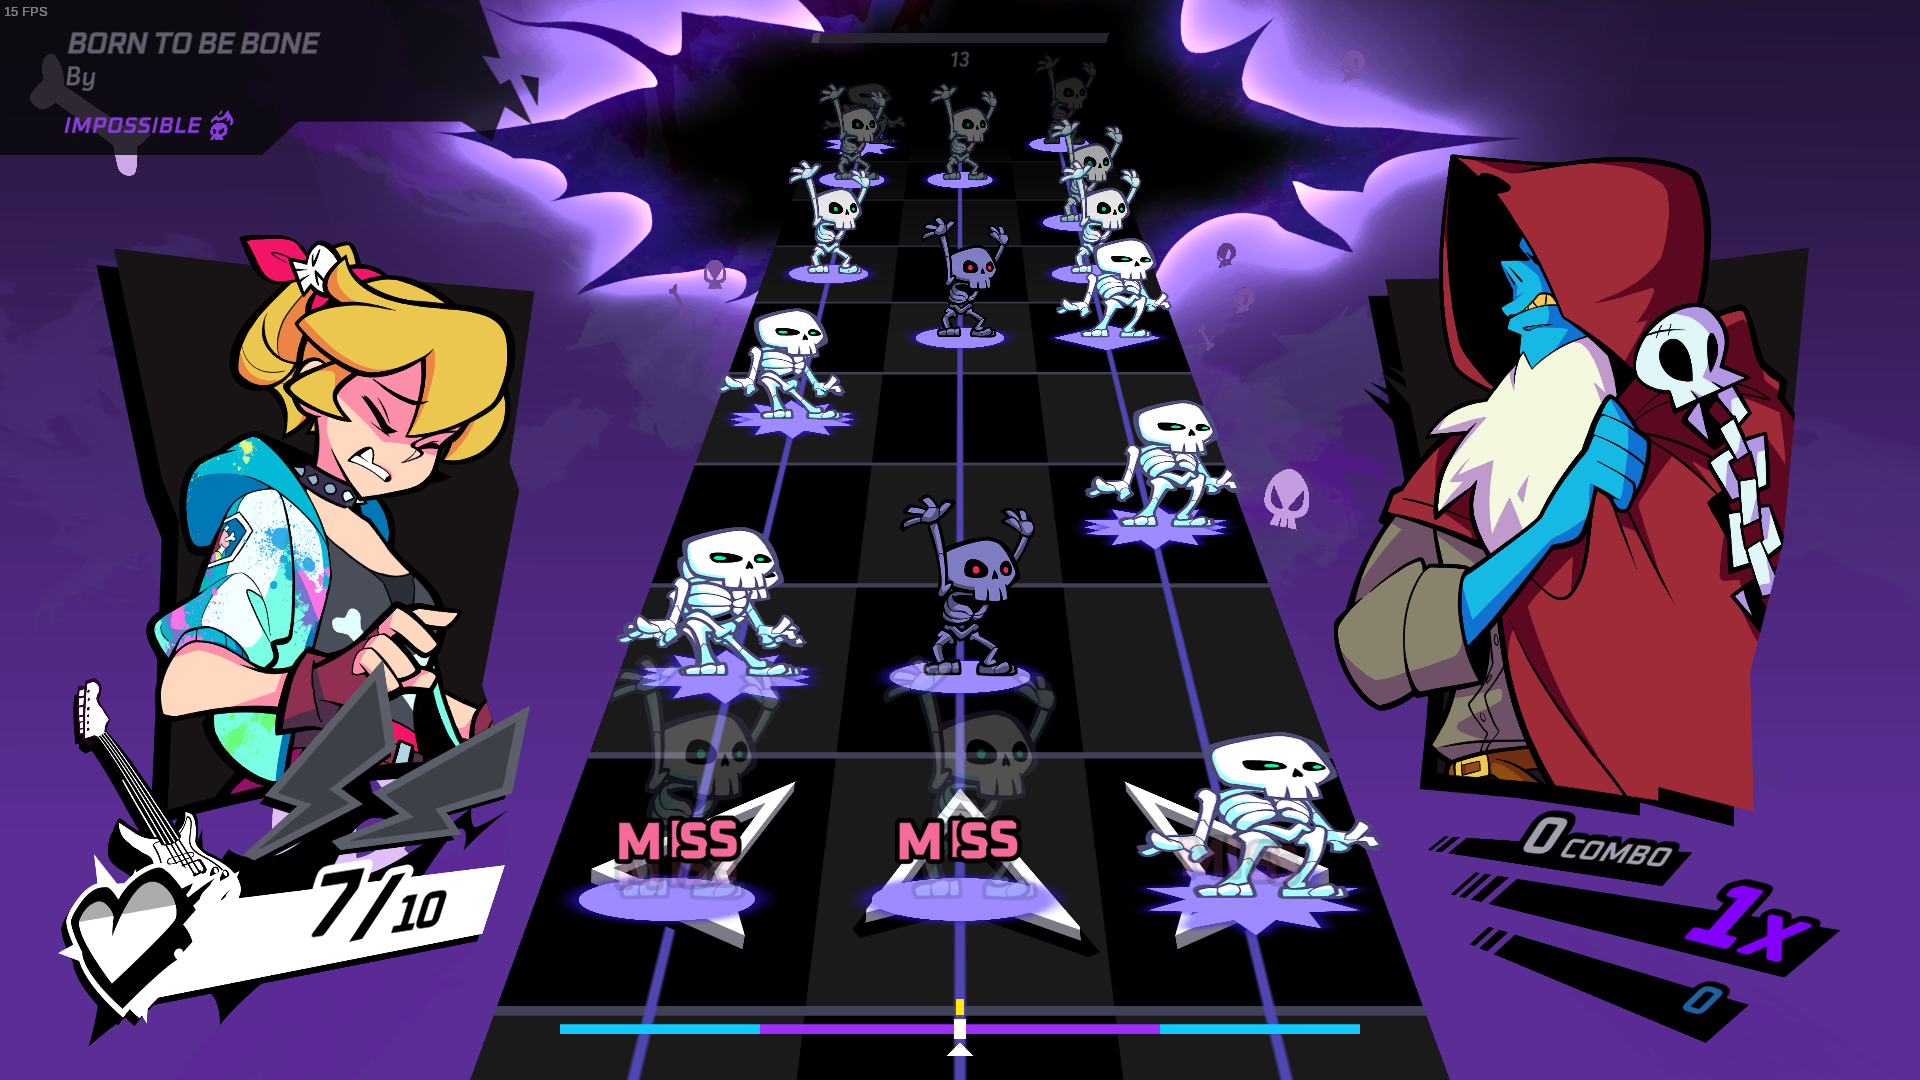 15 FPS
BORN TO BE BONE
By
IMPOSSIBLE
13
MISS
MISS
7/10
0 COMBO
1x
0